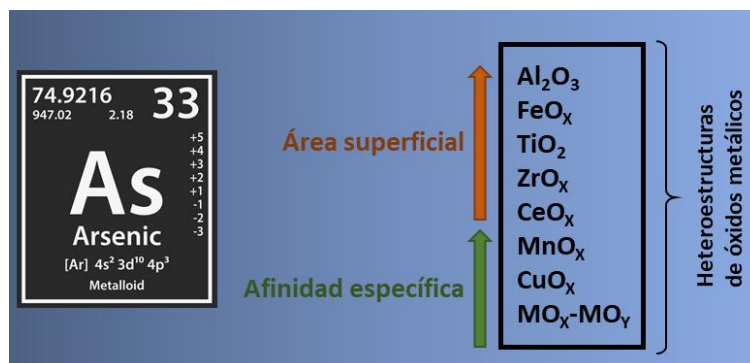 74.9216 33
947.02 2.18
+5
+4
+3
+2
+1
-1
-2
-3
As
Arsenic
[Ar] 4s² 3d¹⁰ 4p³
Metalloid
Área superficial
Afinidad específica
Al₂O₃
FeOₓ
TiO₂
ZrOₓ
CeOₓ
MnOₓ
CuOₓ
MOₓ-MOᵧ
Heteroestructuras
de óxidos metálicos